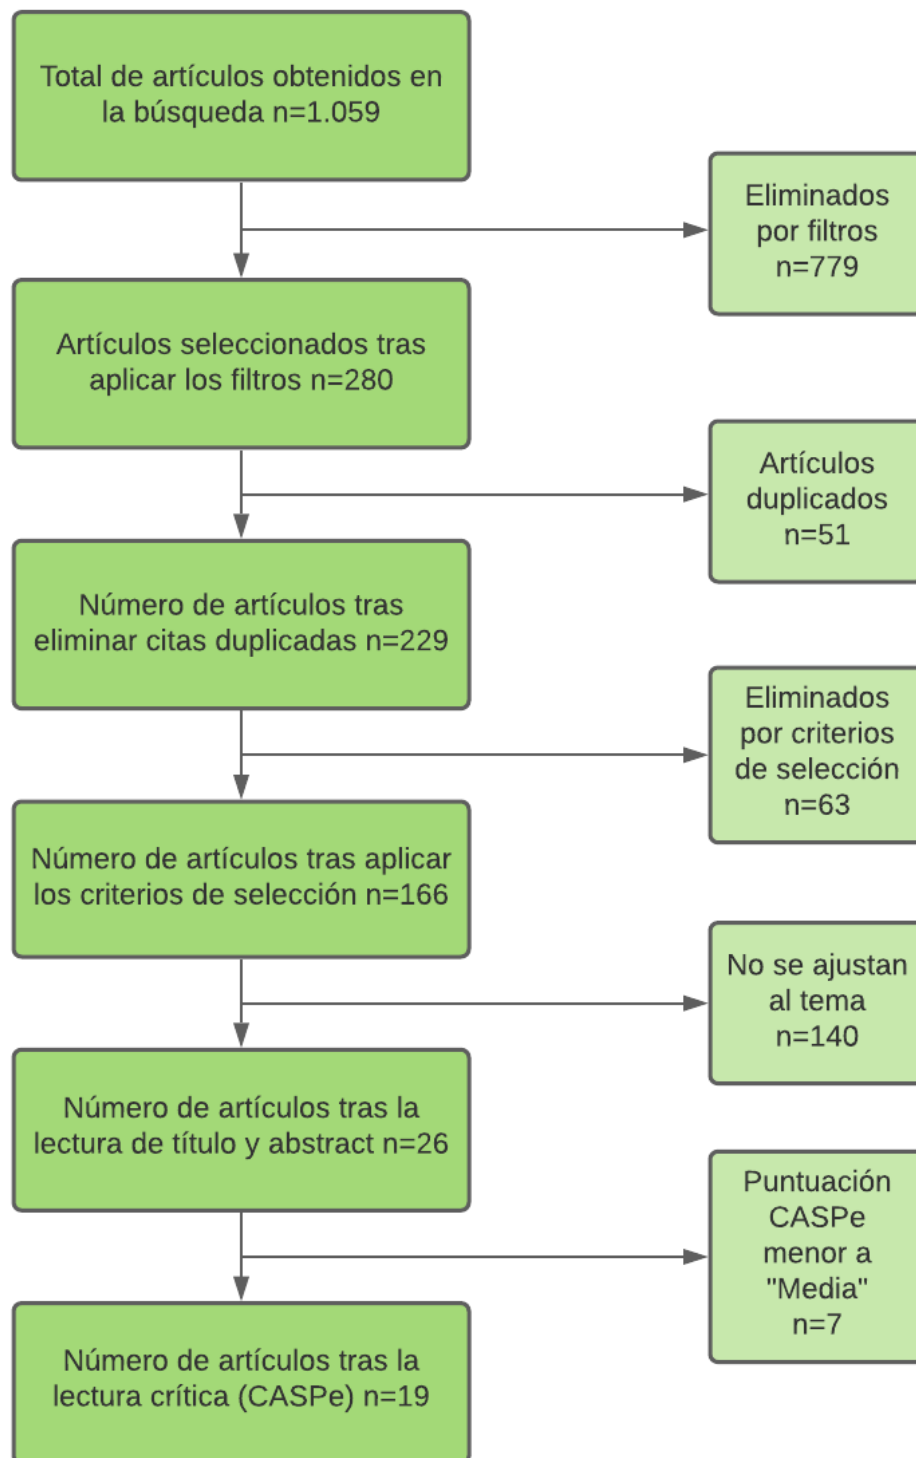 Total de artículos obtenidos en
la búsqueda n=1.059
Eliminados
por filtros
n=779
Artículos seleccionados tras
aplicar los filtros n=280
Artículos
duplicados
n=51
Número de artículos tras
eliminar citas duplicadas n=229
Eliminados
por criterios
de selección
n=63
Número de artículos tras aplicar
los criterios de selección n=166
No se ajustan
al tema
n=140
Número de artículos tras la
lectura de título y abstract n=26
Puntuación
CASPe
menor a
"Media"
n=7
Número de artículos tras la
lectura crítica (CASPe) n=19